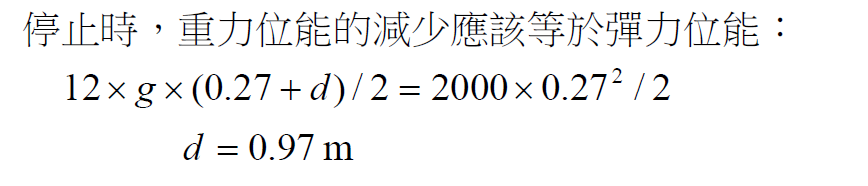 停止時，重力位能的減少應該等於彈力位能：
12 × g × (0.27 + d) / 2 = 2000 × 0.27² / 2
d = 0.97 m